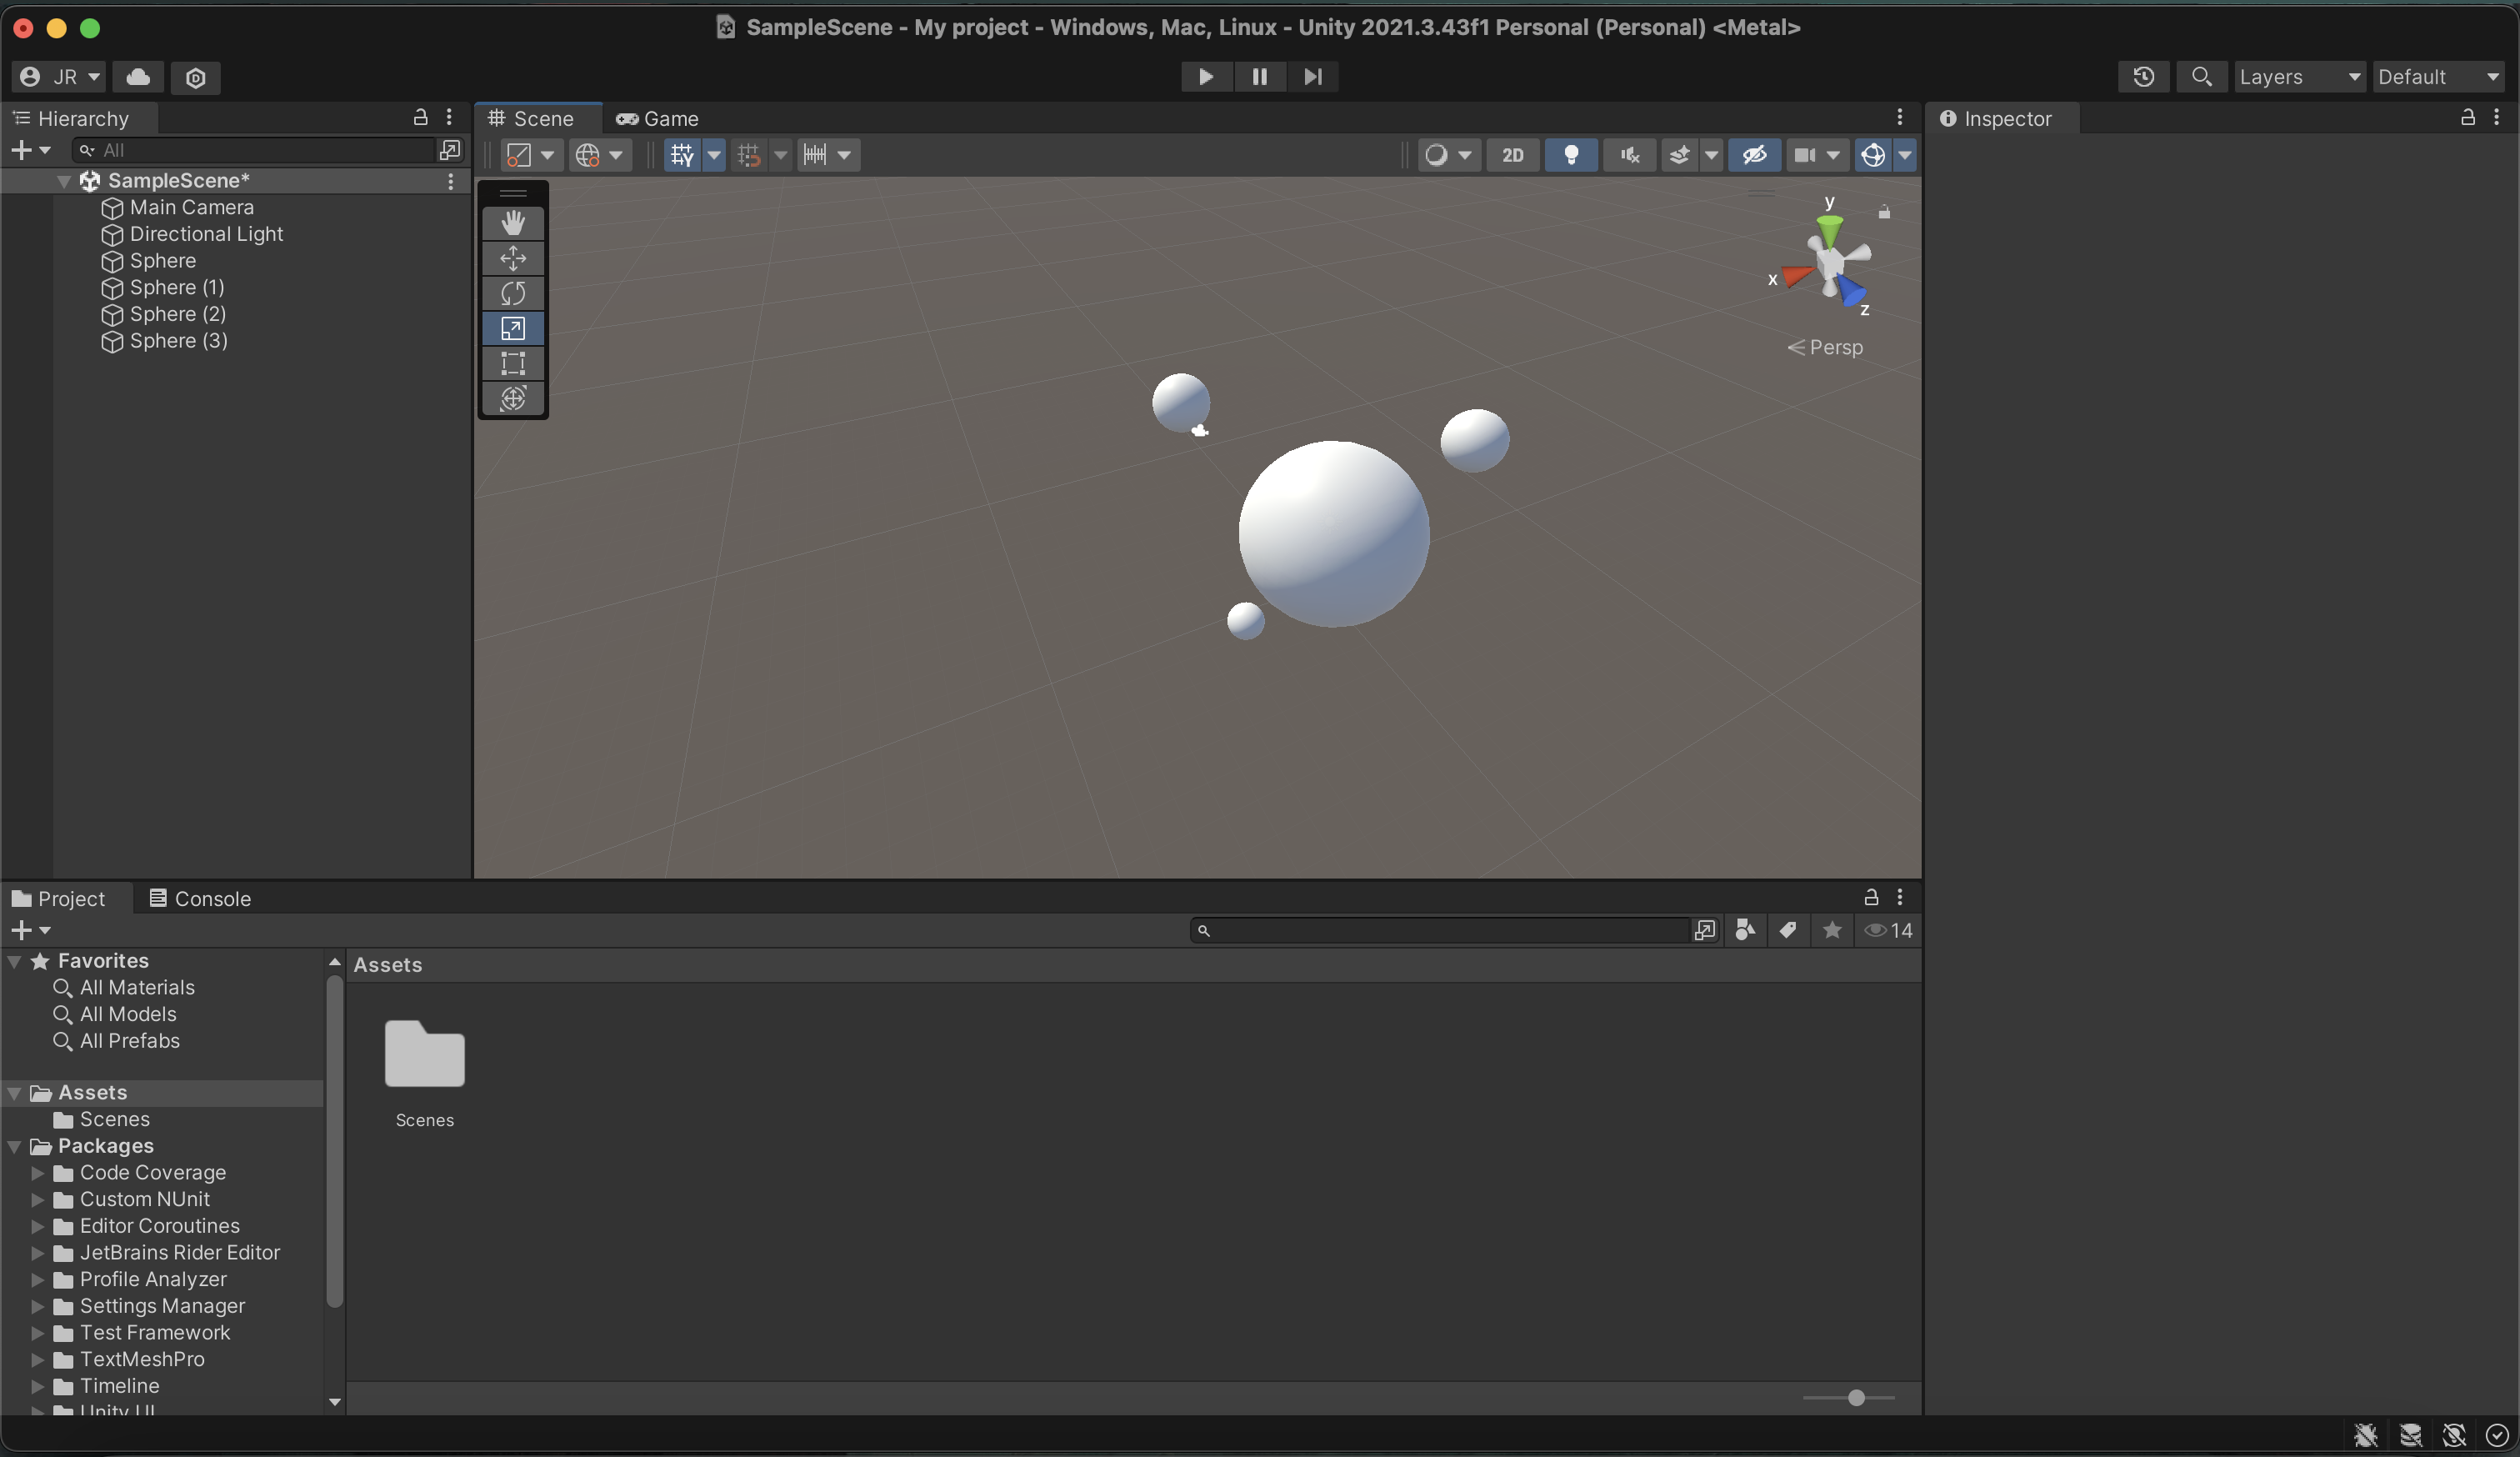 SampleScene - My project - Windows, Mac, Linux - Unity 2021.3.43f1 Personal (Personal) <Metal>
JR
Layers
Default
Hierarchy
All
SampleScene*
Main Camera
Directional Light
Sphere
Sphere (1)
Sphere (2)
Sphere (3)
Scene
Game
2D
y
x
z
Persp
Inspector
Project
Console
14
Favorites
All Materials
All Models
All Prefabs
Assets
Scenes
Packages
Code Coverage
Custom NUnit
Editor Coroutines
JetBrains Rider Editor
Profile Analyzer
Settings Manager
Test Framework
TextMeshPro
Timeline
Unity UI
Assets
Scenes